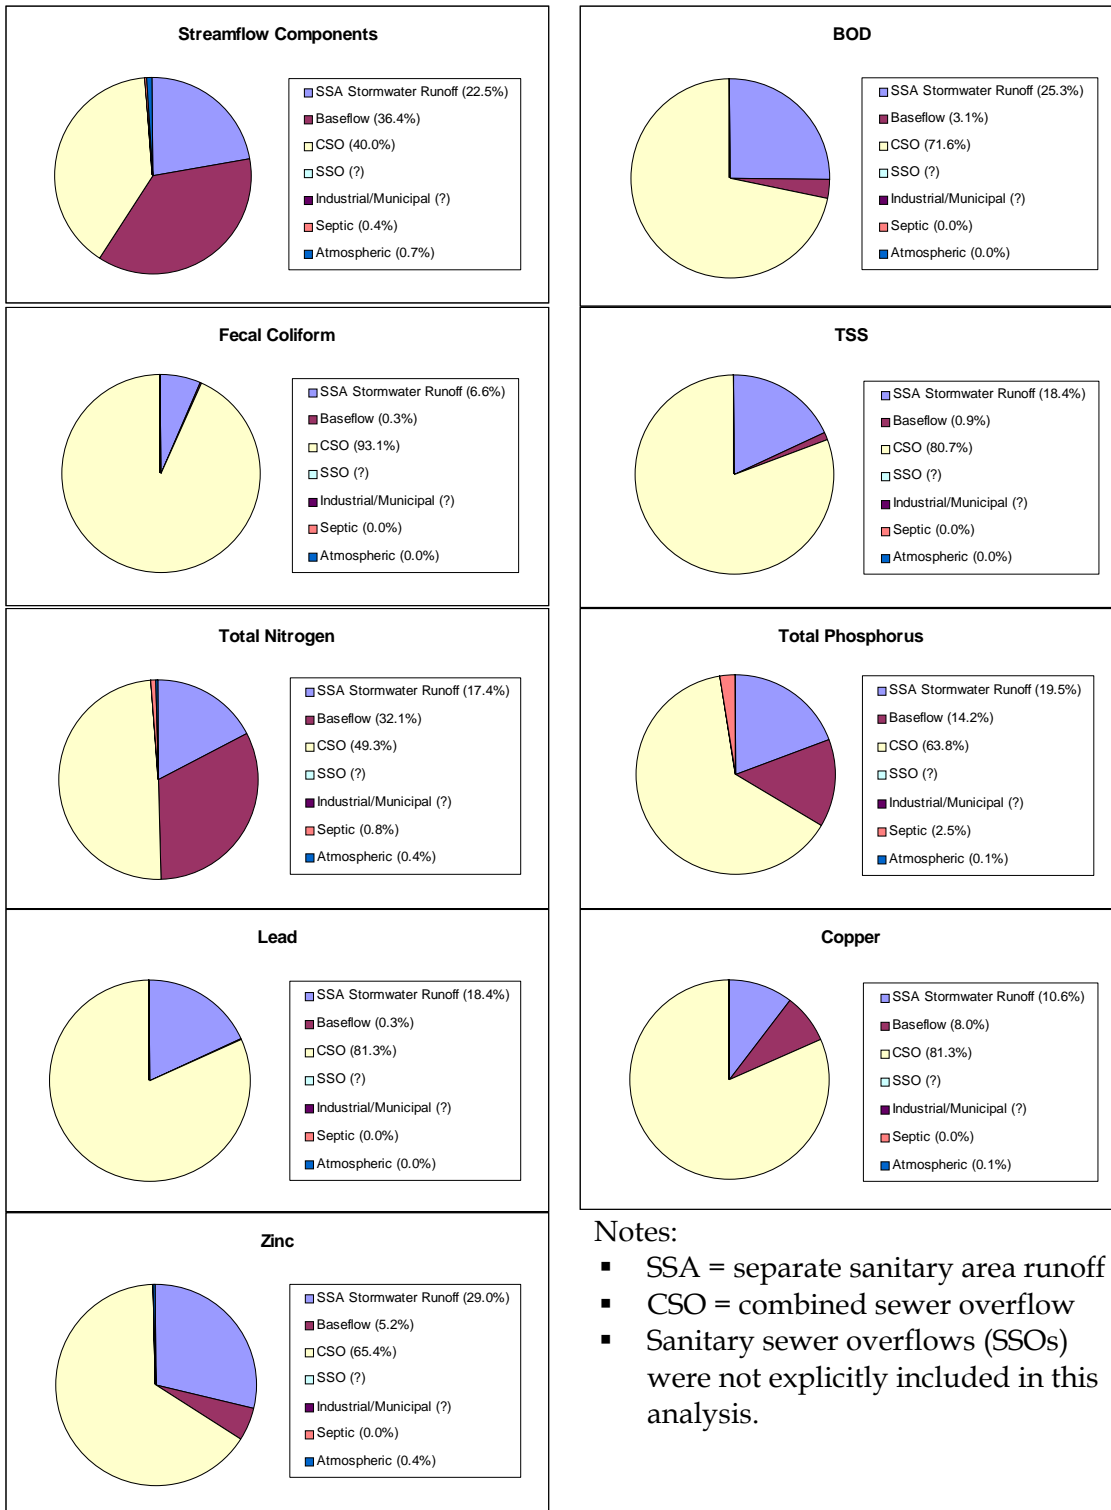 Streamflow Components
SSA Stormwater Runoff (22.5%)
Baseflow (36.4%)
CSO (40.0%)
SSO (?)
Industrial/Municipal (?)
Septic (0.4%)
Atmospheric (0.7%)
BOD
SSA Stormwater Runoff (25.3%)
Baseflow (3.1%)
CSO (71.6%)
SSO (?)
Industrial/Municipal (?)
Septic (0.0%)
Atmospheric (0.0%)
Fecal Coliform
SSA Stormwater Runoff (6.6%)
Baseflow (0.3%)
CSO (93.1%)
SSO (?)
Industrial/Municipal (?)
Septic (0.0%)
Atmospheric (0.0%)
TSS
SSA Stormwater Runoff (18.4%)
Baseflow (0.9%)
CSO (80.7%)
SSO (?)
Industrial/Municipal (?)
Septic (0.0%)
Atmospheric (0.0%)
Total Nitrogen
SSA Stormwater Runoff (17.4%)
Baseflow (32.1%)
CSO (49.3%)
SSO (?)
Industrial/Municipal (?)
Septic (0.8%)
Atmospheric (0.4%)
Total Phosphorus
SSA Stormwater Runoff (19.5%)
Baseflow (14.2%)
CSO (63.8%)
SSO (?)
Industrial/Municipal (?)
Septic (2.5%)
Atmospheric (0.1%)
Lead
SSA Stormwater Runoff (18.4%)
Baseflow (0.3%)
CSO (81.3%)
SSO (?)
Industrial/Municipal (?)
Septic (0.0%)
Atmospheric (0.0%)
Copper
SSA Stormwater Runoff (10.6%)
Baseflow (8.0%)
CSO (81.3%)
SSO (?)
Industrial/Municipal (?)
Septic (0.0%)
Atmospheric (0.1%)
Zinc
SSA Stormwater Runoff (29.0%)
Baseflow (5.2%)
CSO (65.4%)
SSO (?)
Industrial/Municipal (?)
Septic (0.0%)
Atmospheric (0.4%)
Notes:
▪ SSA = separate sanitary area runoff
▪ CSO = combined sewer overflow
▪ Sanitary sewer overflows (SSOs)
were not explicitly included in this
analysis.